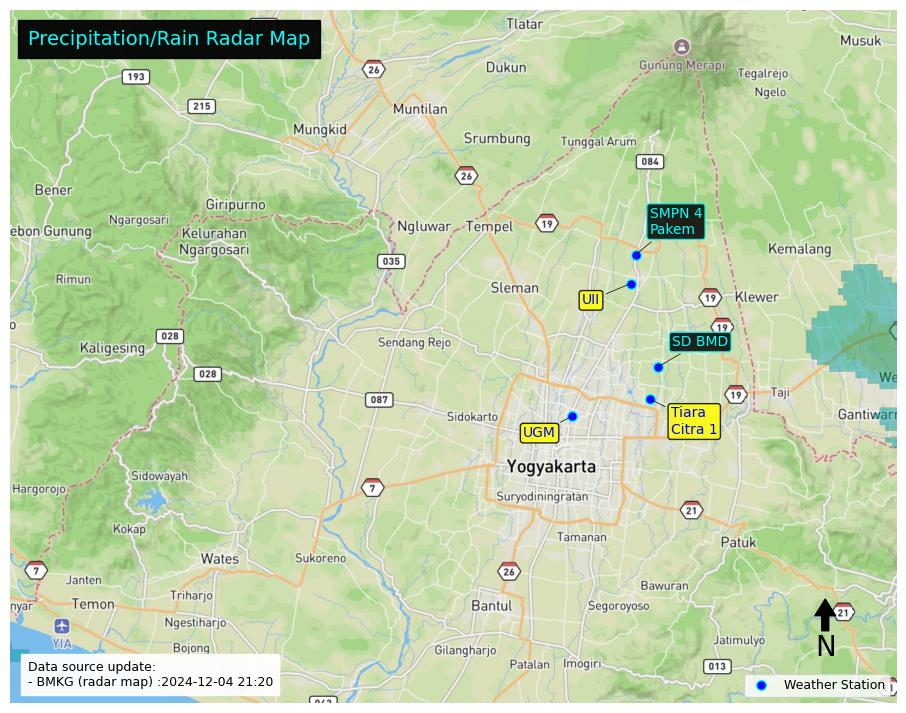 Precipitation/Rain Radar Map
Tlatar
Musuk
26
Dukun
Gunung Merapi
193
Tegalrejo
Ngelo
215
Muntilan
Mungkid
Srumbung
Tunggal Arum
084
26
Bener
Giripurno
Ngargosari
SMPN 4
Pakem
ebon Gunung
Kelurahan
Ngargosari
Ngluwar
Tempel
19
Kemalang
035
Rimun
Sleman
UII
19
Klewer
19
028
Kaligesing
Sendang Rejo
SD BMD
028
We
087
19
Taji
Sidokarto
Tiara
Citra 1
Gantiwarn
UGM
Yogyakarta
Sidowayah
Hargorojo
7
Suryodiningratan
21
Kokap
Tamanan
Patuk
Wates
Sukoreno
7
26
Janten
Bawuran
Triharjo
nyar
Temon
Bantul
Segoroyoso
21
Ngestiharjo
YIA
Bojong
Gilangharjo
Jatimulyo
N
Patalan
Imogiri
013
Data source update:
- BMKG (radar map) :2024-12-04 21:20
Weather Station